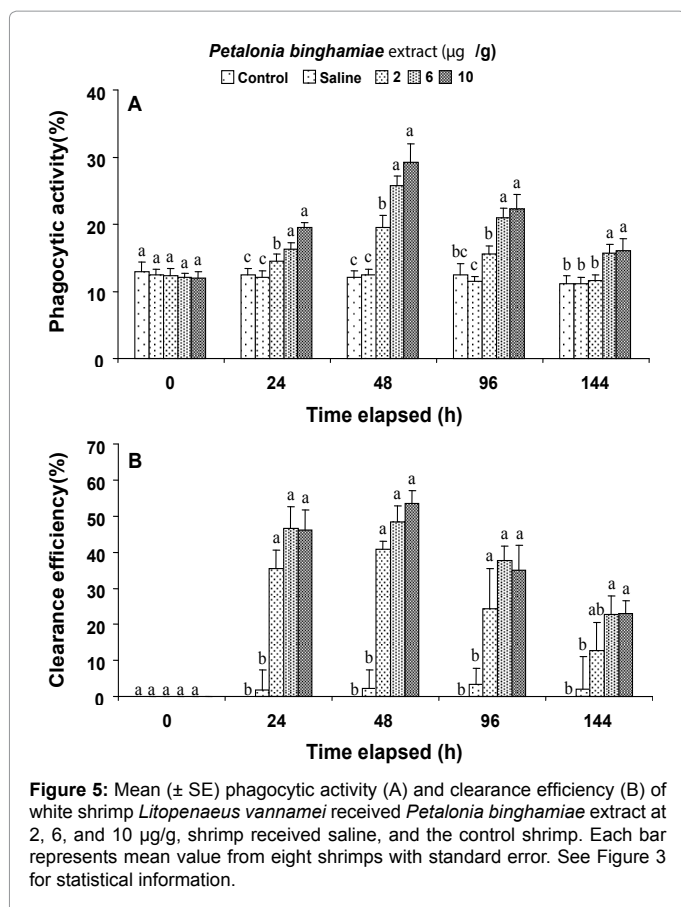 Petalonia binghamiae extract (µg /g)
Control Saline 2 6 10
A
Phagocytic activity(%)
40
30
20
10
0
a a a a a
c c b a a
c c b a a
bc c b a a
b b b a a
0 24 48 96 144
Time elapsed (h)
B
Clearance efficiency(%)
70
60
50
40
30
20
10
0
a a a a a
b b a a a
b b a a a
b b a a a
b b ab a a
0 24 48 96 144
Time elapsed (h)
Figure 5: Mean (± SE) phagocytic activity (A) and clearance efficiency (B) of
white shrimp Litopenaeus vannamei received Petalonia binghamiae extract at
2, 6, and 10 µg/g, shrimp received saline, and the control shrimp. Each bar
represents mean value from eight shrimps with standard error. See Figure 3
for statistical information.